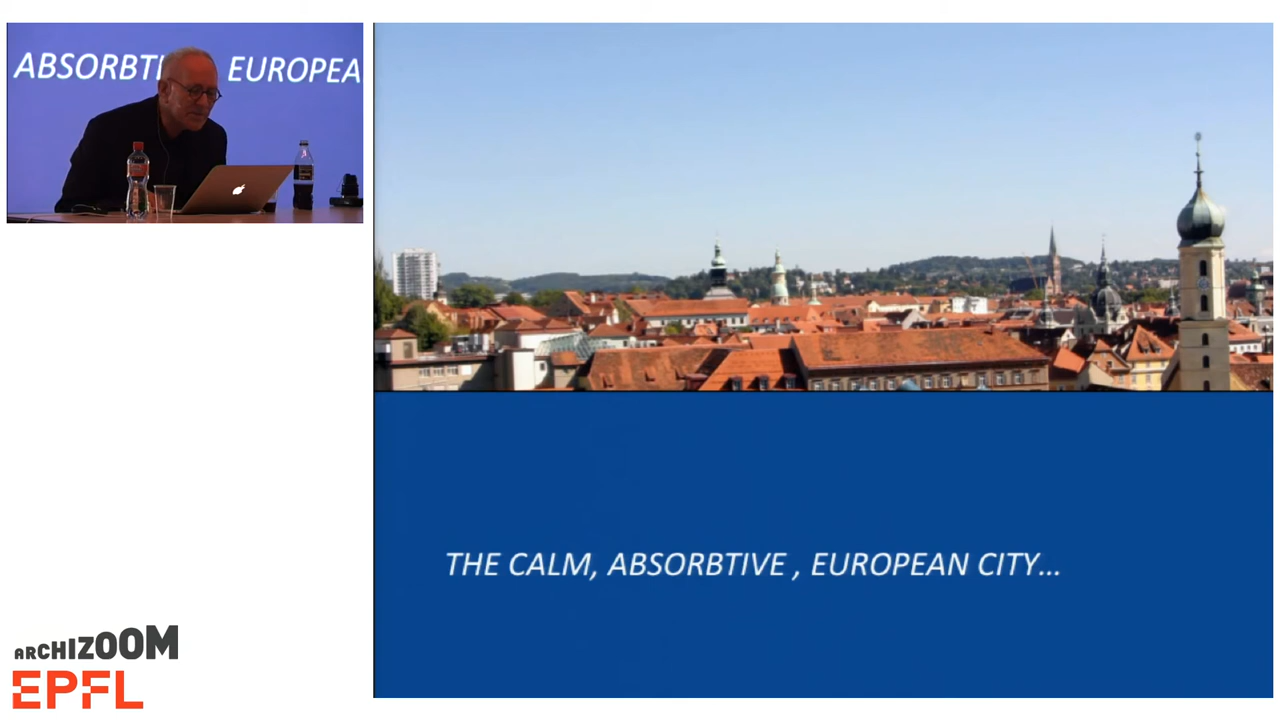 ABSORBTI EUROPEA
THE CALM, ABSORBTIVE , EUROPEAN CITY...
ARCHIZOOM
EPFL